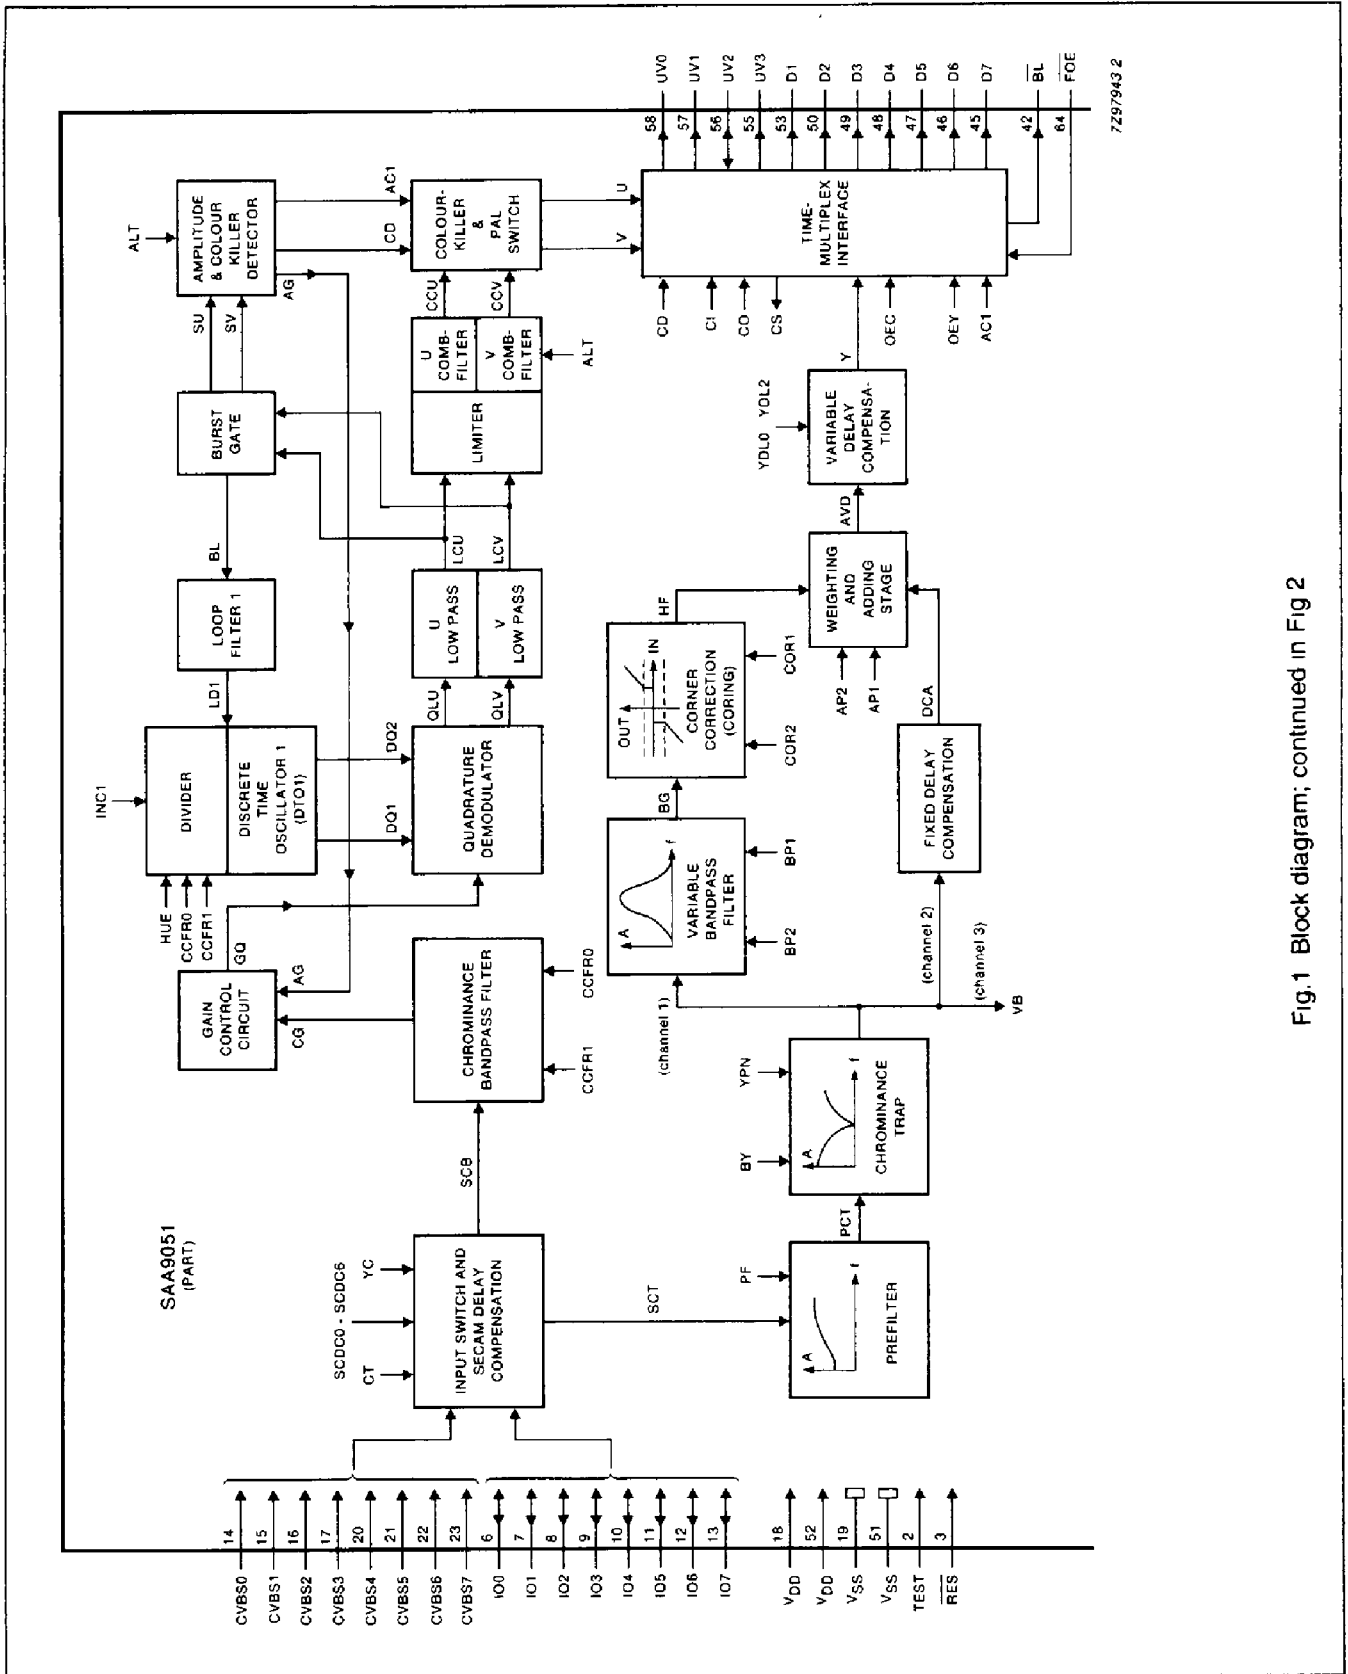 SAA9051
(PART)
ALT
AMPLITUDE
& COLOUR
KILLER
DETECTOR
SU
SV
AG
CD
AC1
BURST
GATE
BL
LOOP
FILTER 1
LD1
INC1
DIVIDER
DISCRETE
TIME
OSCILLATOR 1
(DTO1)
HUE
CCFR0
CCFR1
GQ
GAIN
CONTROL
CIRCUIT
CG
AG
DQ1
DQ2
COLOUR-
KILLER
&
PAL
SWITCH
CCU
CCV
U
COMB-
FILTER
V
COMB-
FILTER
ALT
LIMITER
LCU
LCV
U
LOW PASS
V
LOW PASS
QLU
QLV
QUADRATURE
DEMODULATOR
CHROMINANCE
BANDPASS FILTER
CCFR1
CCFR0
SCB
SCDC0 - SCDC6
CT
YC
INPUT SWITCH AND
SECAM DELAY
COMPENSATION
SCT
V
U
TIME-
MULTIPLEX
INTERFACE
58 UV0
57 UV1
56 UV2
55 UV3
53 D1
50 D2
49 D3
48 D4
47 D5
46 D6
45 D7
42 BL
64 FOE
7Z97943 2
CD
CI
CO
CS
Y
OEC
OEY
AC1
YDL0 YDL2
VARIABLE
DELAY
COMPENSA-
TION
AVD
WEIGHTING
AND
ADDING
STAGE
AP2
AP1
HF
DCA
OUT
IN
CORNER
CORRECTION
(CORING)
COR2
COR1
BG
A
f
VARIABLE
BANDPASS
FILTER
BP2
BP1
FIXED DELAY
COMPENSATION
(channel 1)
(channel 2)
(channel 3)
VB
BY
YPN
A
f
CHROMINANCE
TRAP
PCT
PF
A
f
PREFILTER
CVBS0 14
CVBS1 15
CVBS2 16
CVBS3 17
CVBS4 20
CVBS5 21
CVBS6 22
CVBS7 23
IO0 6
IO1 7
IO2 8
IO3 9
IO4 10
IO5 11
IO6 12
IO7 13
VDD 18
VDD 52
VSS 19
VSS 51
TEST 2
RES 3
Fig.1 Block diagram; continued in Fig 2